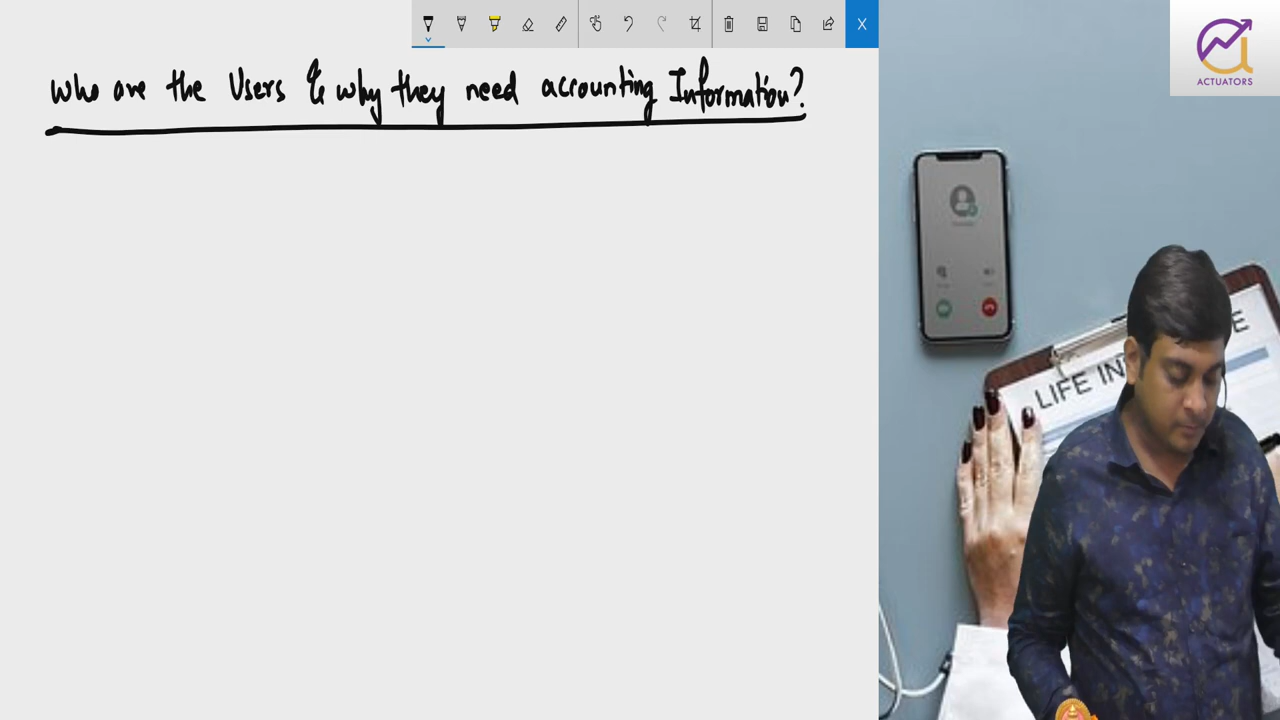 Who are the Users & why they need accounting Information?
ACTUATORS
LIFE IN
E